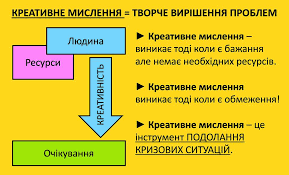 КРЕАТИВНЕ МИСЛЕННЯ = ТВОРЧЕ ВИРІШЕННЯ ПРОБЛЕМ
Людина
Ресурси
КРЕАТИВНІСТЬ
Очікування
► Креативне мислення –
виникає тоді коли є бажання
але немає необхідних ресурсів.
► Креативне мислення
виникає тоді коли є обмеження!
► Креативне мислення – це
інструмент ПОДОЛАННЯ
КРИЗОВИХ СИТУАЦІЙ.